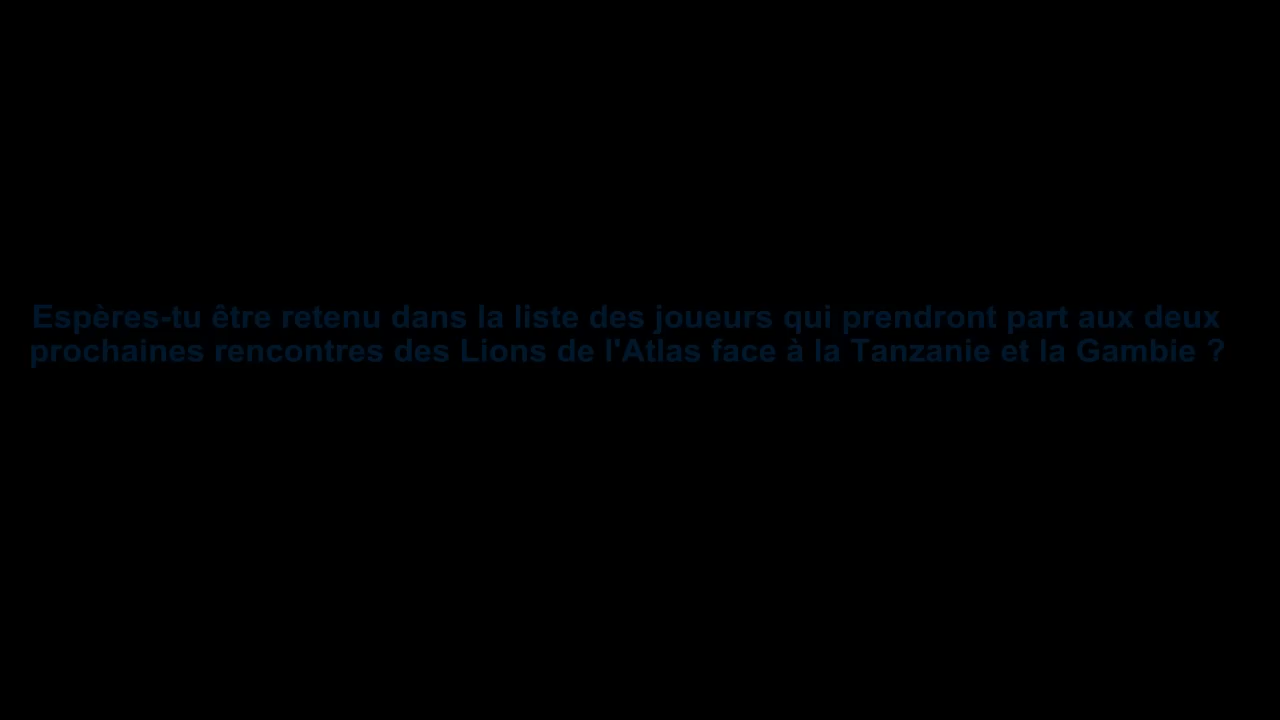 Espères-tu être retenu dans la liste des joueurs qui prendront part aux deux
prochaines rencontres des Lions de l'Atlas face à la Tanzanie et la Gambie ?